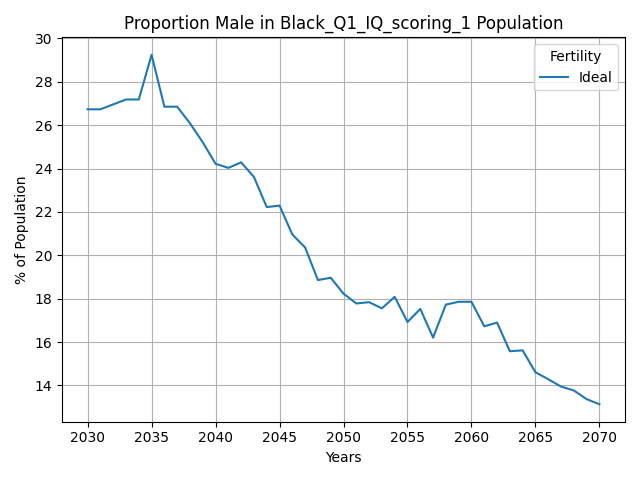 Proportion Male in Black_Q1_IQ_scoring_1 Population
30
28
26
24
22
20
18
16
14
% of Population
Fertility
Ideal
2030 2035 2040 2045 2050 2055 2060 2065 2070
Years